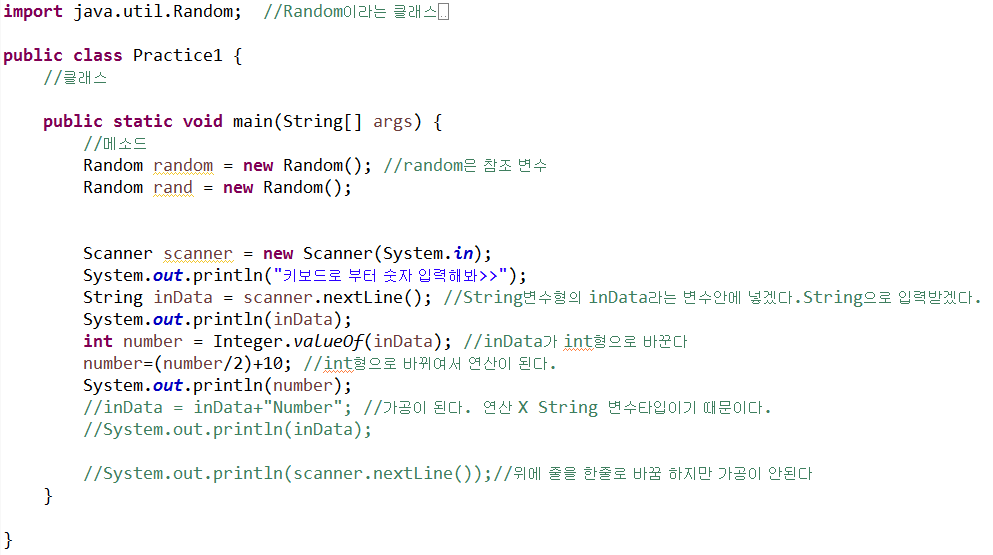 import java.util.Random;  //Random이라는 클래스..
public class Practice1 {
//클래스
public static void main(String[] args) {
//메소드
Random random = new Random(); //random은 참조 변수
Random rand = new Random();
Scanner scanner = new Scanner(System.in);
System.out.println("키보드로 부터 숫자 입력해봐>>");
String inData = scanner.nextLine(); //String변수형의 inData라는 변수안에 넣겠다.String으로 입력받겠다.
System.out.println(inData);
int number = Integer.valueOf(inData); //inData가 int형으로 바꾼다
number=(number/2)+10; //int형으로 바뀌여서 연산이 된다.
System.out.println(number);
//inData = inData+"Number"; //가공이 된다. 연산 X String 변수타입이기 때문이다.
//System.out.println(inData);
//System.out.println(scanner.nextLine());//위에 줄을 한줄로 바꿈 하지만 가공이 안된다
}
}